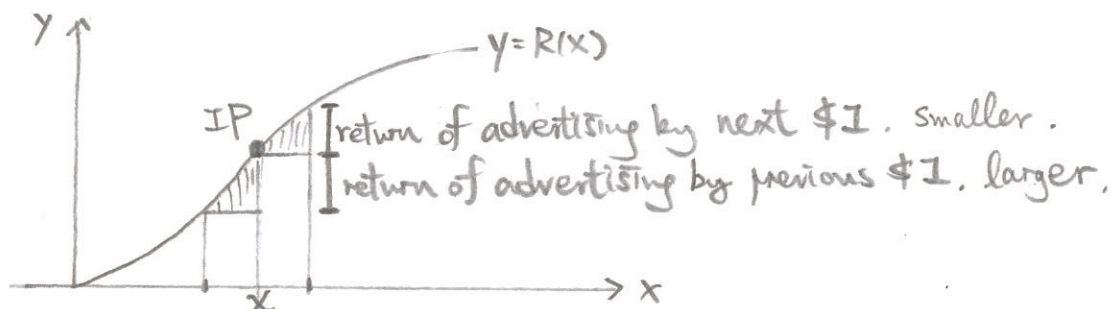 y
y=R(x)
IP
return of advertising by next $1. smaller.
return of advertising by previous $1. larger.
x
x